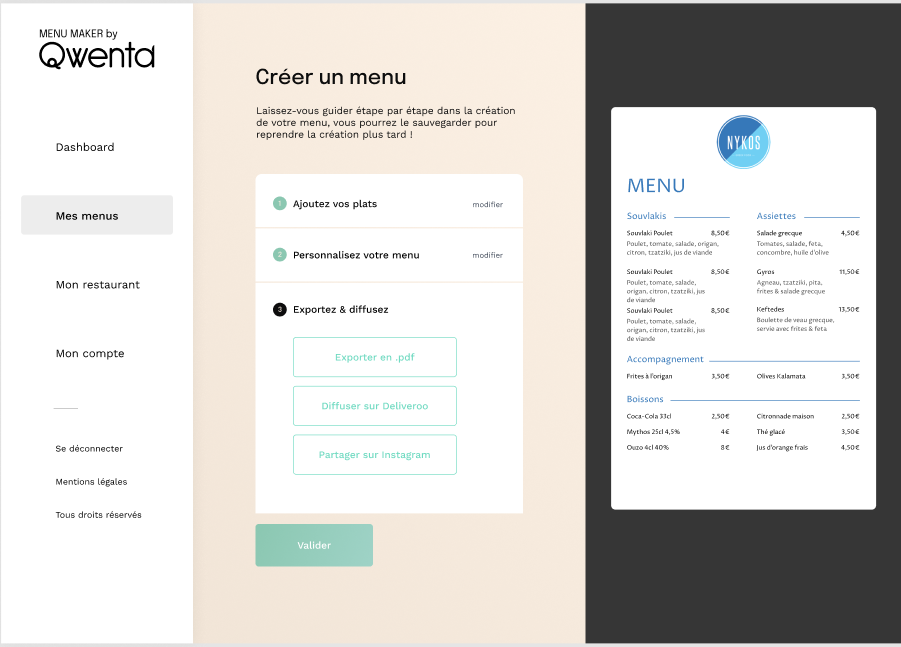 MENU MAKER by
Qwenta
Dashboard
Mes menus
Mon restaurant
Mon compte
Se déconnecter
Mentions légales
Tous droits réservés
Créer un menu
Laissez-vous guider étape par étape dans la création
de votre menu, vous pourrez le sauvegarder pour
reprendre la création plus tard !
1 Ajoutez vos plats modifier
2 Personnalisez votre menu modifier
3 Exportez & diffusez
Exporter en .pdf
Diffuser sur Deliveroo
Partager sur Instagram
Valider
NYKOS
MENU
Souvlakis
Souvlaki Poulet 8,50€
Poulet, tomate, salade, origan,
citron, tzatziki, jus de viande
Souvlaki Poulet 8,50€
Poulet, tomate, salade,
origan, citron, tzatziki, jus
de viande
Souvlaki Poulet 8,50€
Poulet, tomate, salade,
origan, citron, tzatziki, jus
de viande
Assiettes
Salade grecque 4,50€
Tomates, salade, feta,
concombre, huile d'olive
Gyros 11,50€
Agneau, tzatziki, pita,
frites & salade grecque
Keftedes 13,50€
Boulette de veau grecque,
servie avec frites & feta
Accompagnement
Frites à l'origan 3,50€ Olives Kalamata 3,50€
Boissons
Coca-Cola 33cl 2,50€ Citronnade maison 2,50€
Mythos 25cl 4,5% 4€ Thé glacé 3,50€
Ouzo 4cl 40% 8€ Jus d'orange frais 4,50€